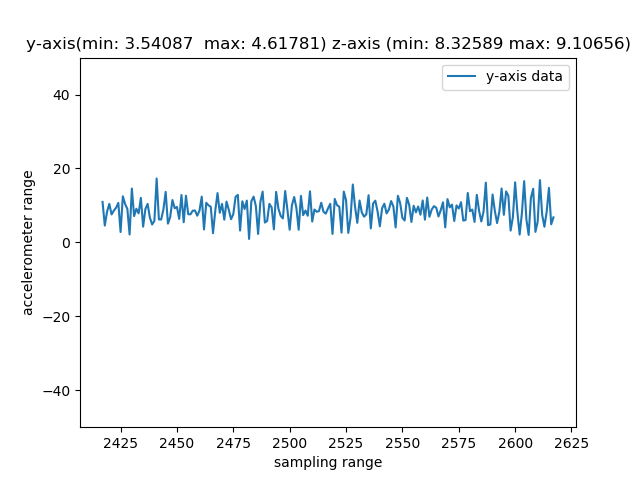 y-axis(min: 3.54087  max: 4.61781) z-axis (min: 8.32589 max: 9.10656)
y-axis data
accelerometer range
40
20
0
−20
−40
2425 2450 2475 2500 2525 2550 2575 2600 2625
sampling range